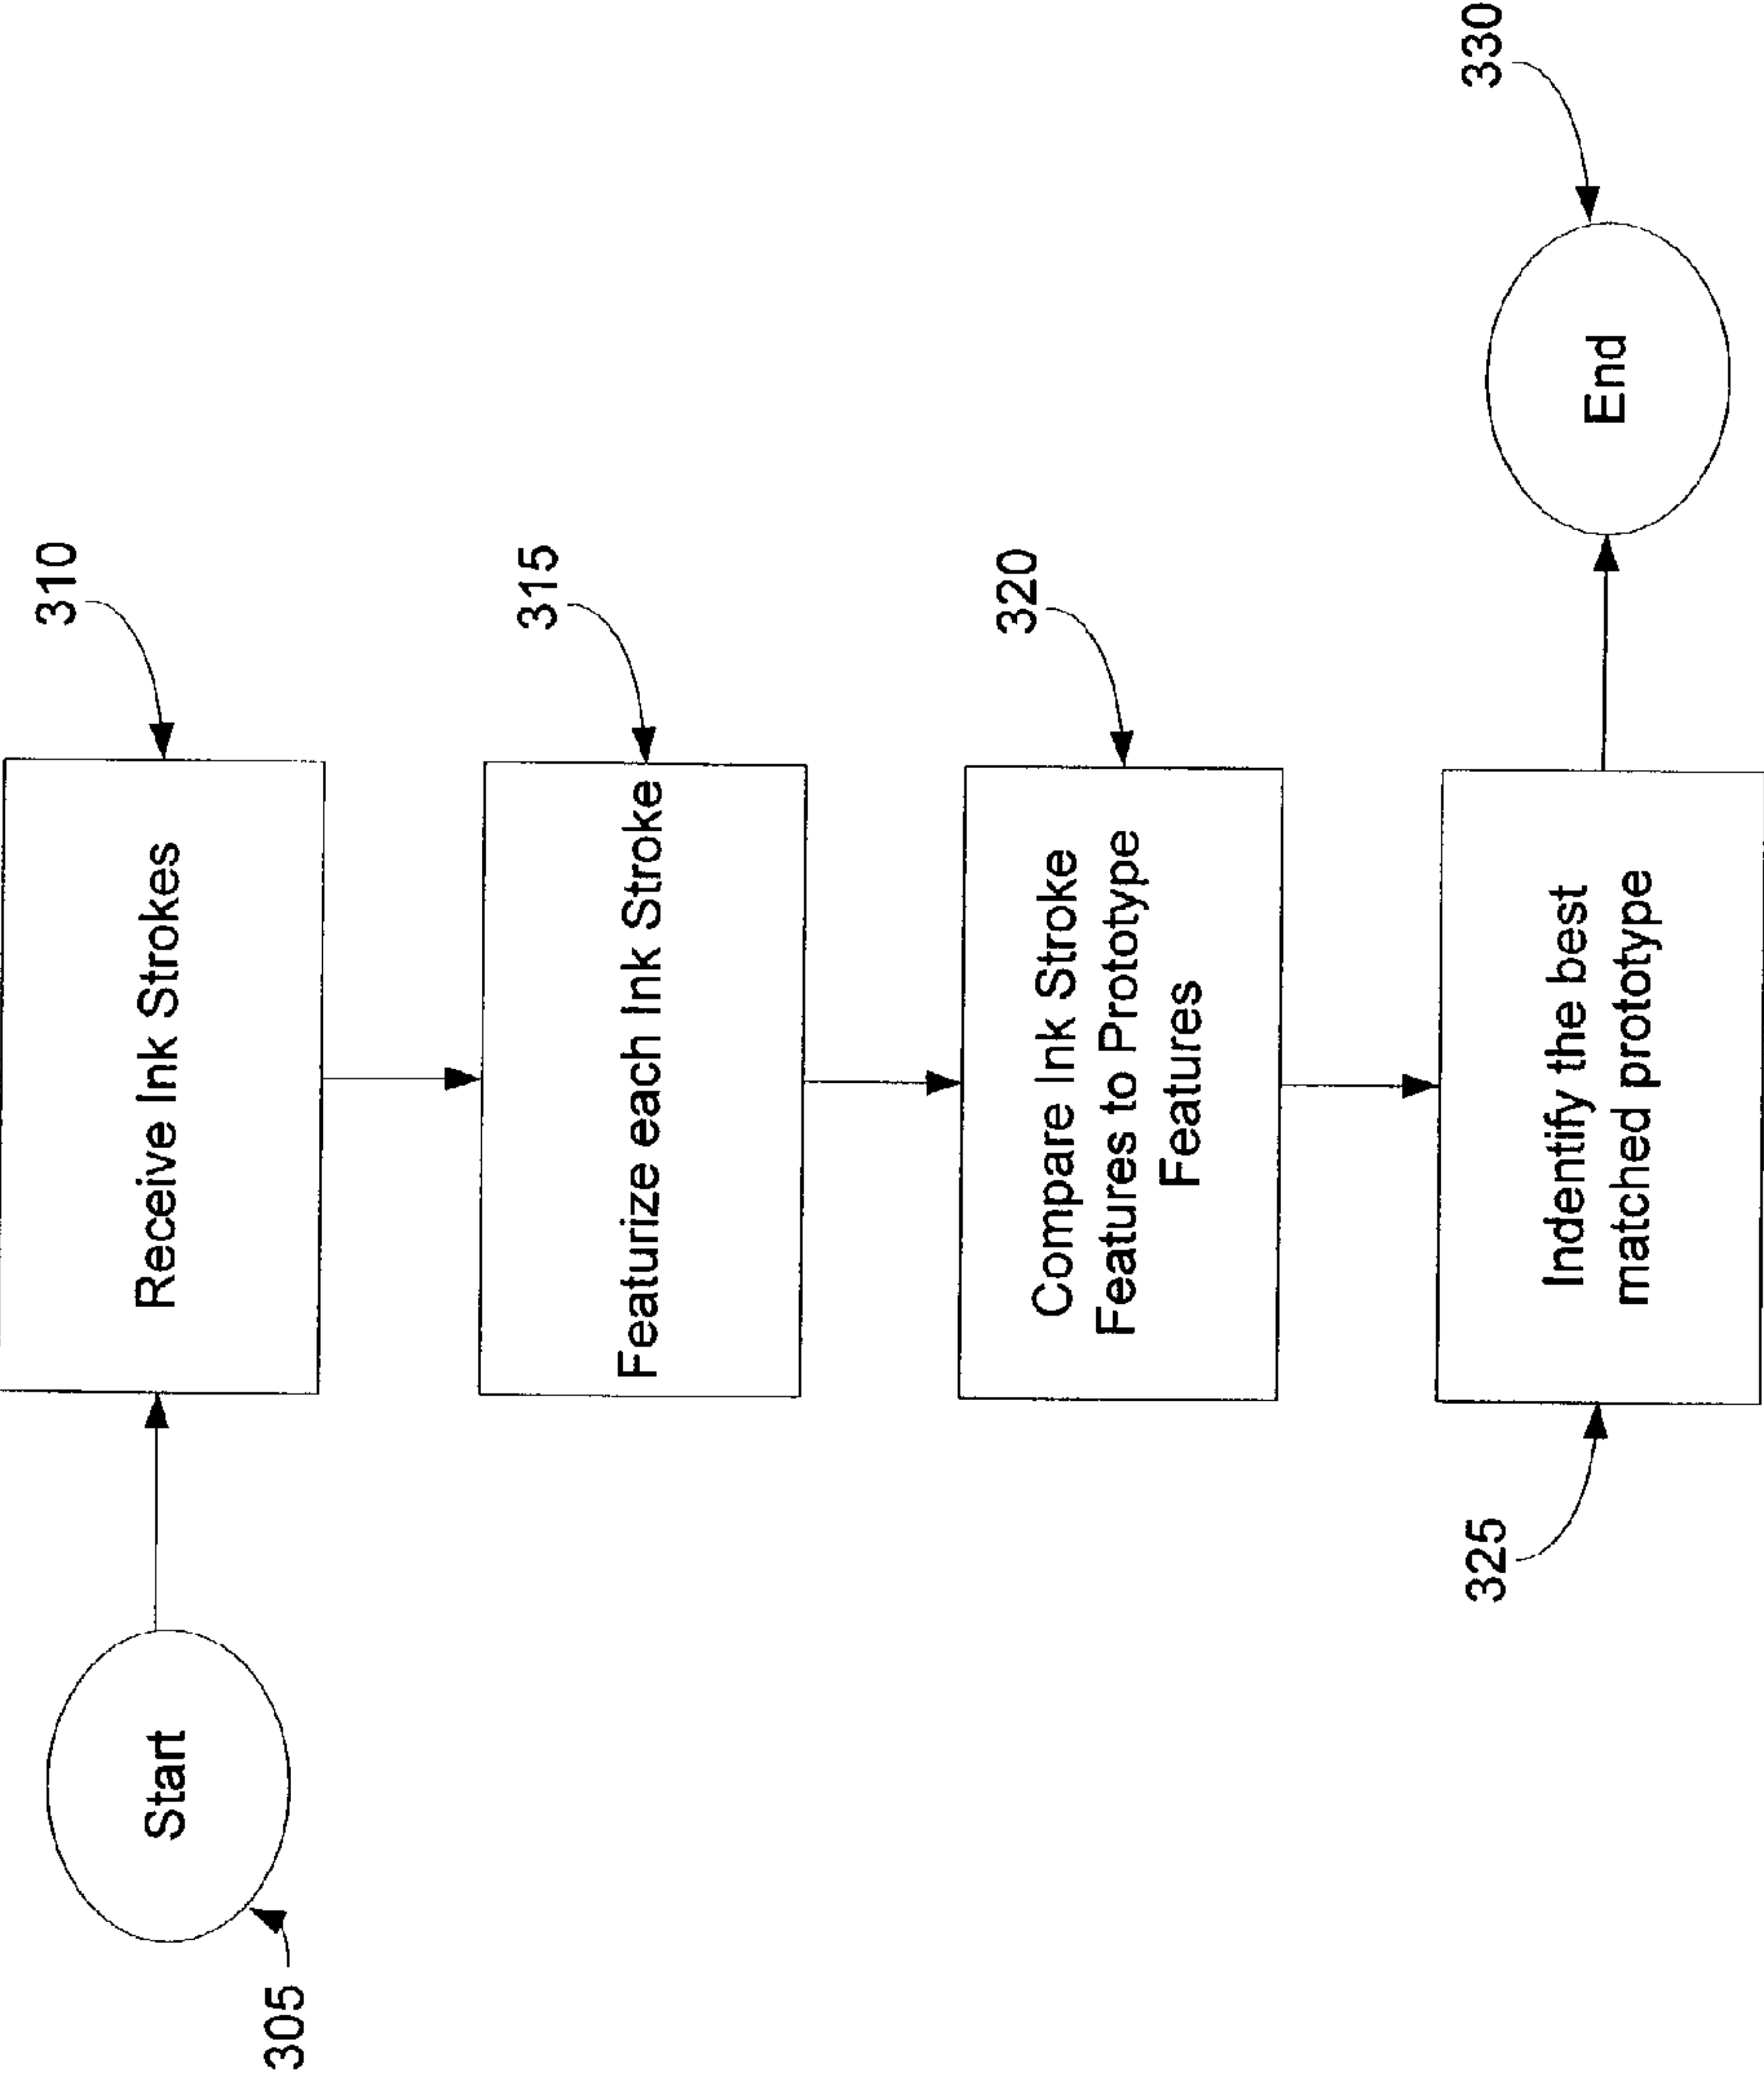 305
Start
310
Receive Ink Strokes
315
Featurize each Ink Stroke
320
Compare Ink Stroke
Features to Prototype
Features
325
Indentify the best
matched prototype
330
End